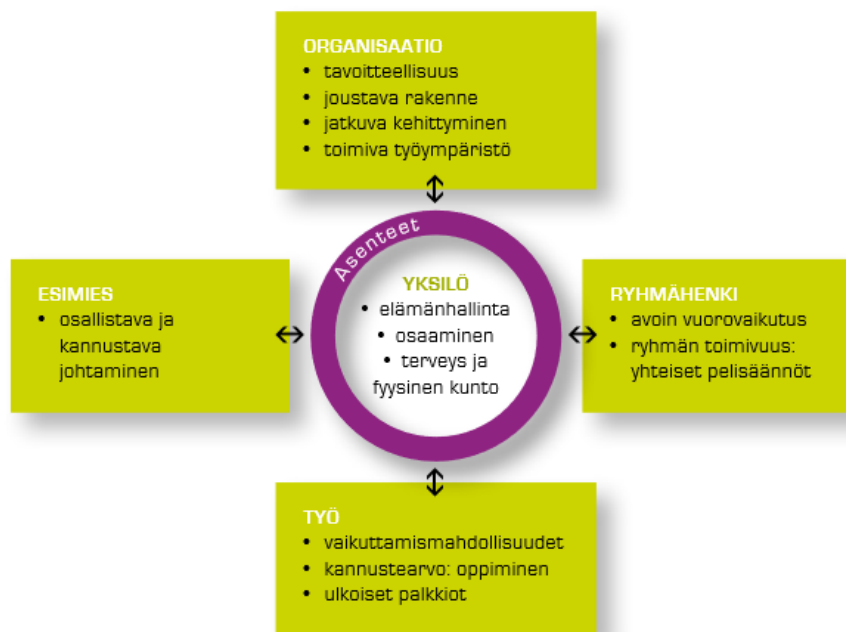 ORGANISAATIO
• tavoitteellisuus
• joustava rakenne
• jatkuva kehittyminen
• toimiva työympäristö
ESIMIES
• osallistava ja
kannustava
johtaminen
Asenteet
YKSILÖ
• elämänhallinta
• osaaminen
• terveys ja
fyysinen kunto
RYHMÄHENKI
• avoin vuorovaikutus
• ryhmän toimivuus:
yhteiset pelisäännöt
TYÖ
• vaikuttamismahdollisuudet
• kannustearvo: oppiminen
• ulkoiset palkkiot